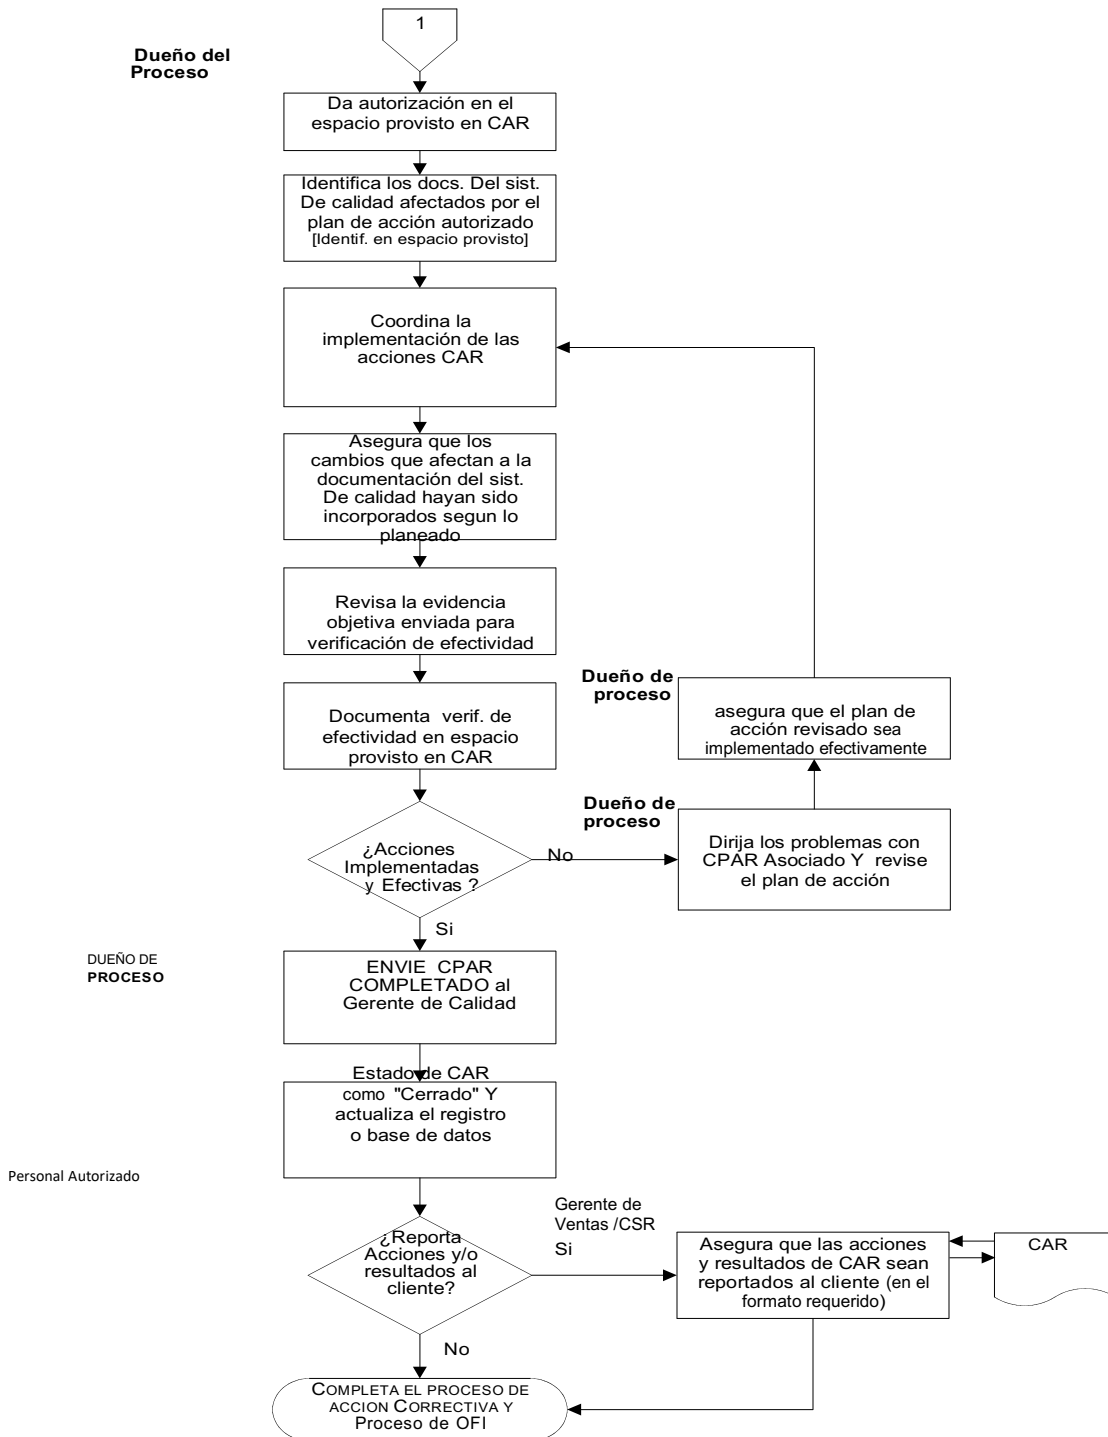 1
Dueño del
Proceso
Da autorización en el
espacio provisto en CAR
Identifica los docs. Del sist.
De calidad afectados por el
plan de acción autorizado
[Identif. en espacio provisto]
Coordina la
implementación de las
acciones CAR
Asegura que los
cambios que afectan a la
documentación del sist.
De calidad hayan sido
incorporados segun lo
planeado
Revisa la evidencia
objetiva enviada para
verificación de efectividad
Documenta verif. de
efectividad en espacio
provisto en CAR
Dueño de
proceso
asegura que el plan de
acción revisado sea
implementado efectivamente
Dueño de
proceso
Dirija los problemas con
CPAR Asociado Y revise
el plan de acción
¿Acciones
Implementadas
y Efectivas ?
No
Si
DUEÑO DE
PROCESO
ENVIE CPAR
COMPLETADO al
Gerente de Calidad
Estado de CAR
como "Cerrado" Y
actualiza el registro
o base de datos
Personal Autorizado
¿Reporta
Acciones y/o
resultados al
cliente?
Gerente de
Ventas /CSR
Si
Asegura que las acciones
y resultados de CAR sean
reportados al cliente (en el
formato requerido)
CAR
No
COMPLETA EL PROCESO DE
ACCION CORRECTIVA Y
Proceso de OFI